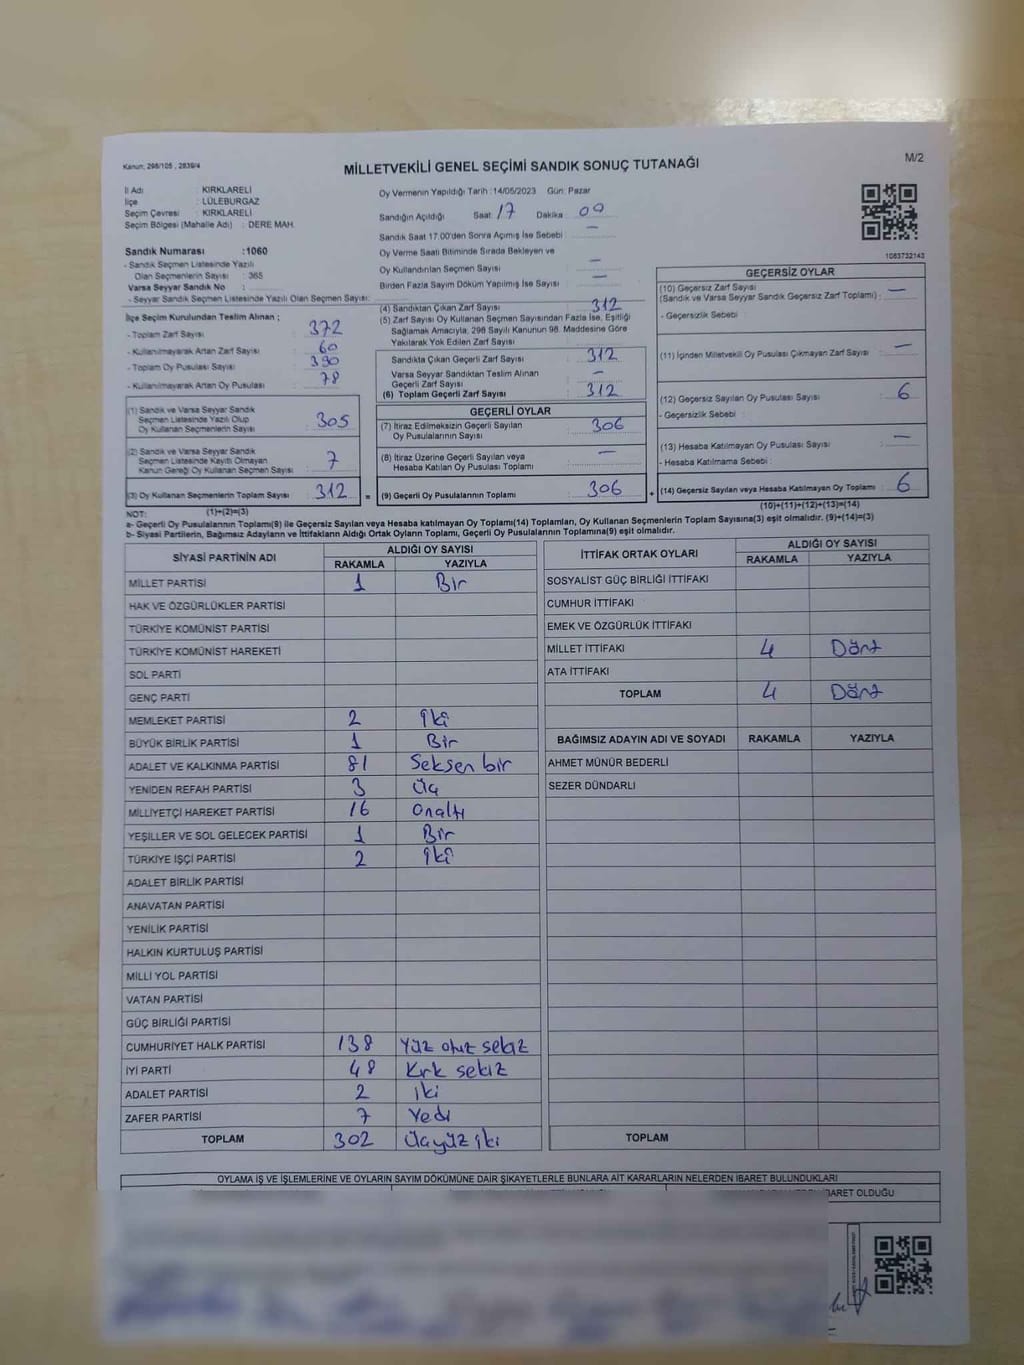 Kanun: 298/105 , 2839/4
MİLLETVEKİLİ GENEL SEÇİMİ SANDIK SONUÇ TUTANAĞI
M/2
İl Adı : KIRKLARELİ
İlçe : LÜLEBURGAZ
Seçim Çevresi : KIRKLARELİ
Seçim Bölgesi (Mahalle Adı) : DERE MAH.
Sandık Numarası :1060
- Sandık Seçmen Listesinde Yazılı
Olan Seçmenlerin Sayısı : 365
Varsa Seyyar Sandık No :
- Seyyar Sandık Seçmen Listesinde Yazılı Olan Seçmen Sayısı:
İlçe Seçim Kurulundan Teslim Alınan ;
- Toplam Zarf Sayısı : 372
- Kullanılmayarak Artan Zarf Sayısı : 60
- Toplam Oy Pusulası Sayısı : 390
- Kullanılmayarak Artan Oy Pusulası : 78
(1) Sandık ve Varsa Seyyar Sandık
Seçmen Listesinde Yazılı Olup
Oy Kullanan Seçmenlerin Sayısı : 305
(2) Sandık ve Varsa Seyyar Sandık
Seçmen Listesinde Kayıtlı Olmayan
Kanun Gereği Oy Kullanan Seçmen Sayısı : 7
(3) Oy Kullanan Seçmenlerin Toplam Sayısı : 312 =
(1)+(2)=(3)
Oy Vermenin Yapıldığı Tarih :14/05/2023 Gün: Pazar
Sandığın Açıldığı Saat: 17 Dakika : 00
Sandık Saat 17.00'den Sonra Açımış İse Sebebi : –
Oy Verme Saati Bitiminde Sırada Bekleyen ve
Oy Kullandırılan Seçmen Sayısı : –
Birden Fazla Sayım Döküm Yapılmış İse Sayısı : –
(4) Sandıktan Çıkan Zarf Sayısı : 312
(5) Zarf Sayısı Oy Kullanan Seçmen Sayısından Fazla İse, Eşitliği
Sağlamak Amacıyla, 298 Sayılı Kanunun 98. Maddesine Göre
Yakılarak Yok Edilen Zarf Sayısı :
Sandıkta Çıkan Geçerli Zarf Sayısı : 312
Varsa Seyyar Sandıktan Teslim Alınan
Geçerli Zarf Sayısı : –
(6) Toplam Geçerli Zarf Sayısı : 312
GEÇERLİ OYLAR
(7) İtiraz Edilmeksizin Geçerli Sayılan
Oy Pusulalarının Sayısı : 306
(8) İtiraz Üzerine Geçerli Sayılan veya
Hesaba Katılan Oy Pusulası Toplamı : –
(9) Geçerli Oy Pusulalarının Toplamı : 306 +
1083732143
GEÇERSİZ OYLAR
(10) Geçersiz Zarf Sayısı
(Sandık ve Varsa Seyyar Sandık Geçersiz Zarf Toplamı) : –
- Geçersizlik Sebebi :
(11) İçinden Milletvekili Oy Pusulası Çıkmayan Zarf Sayısı : –
(12) Geçersiz Sayılan Oy Pusulası Sayısı : 6
- Geçersizlik Sebebi :
(13) Hesaba Katılmayan Oy Pusulası Sayısı : –
- Hesaba Katılmama Sebebi :
(14) Geçersiz Sayılan veya Hesaba Katılmayan Oy Toplamı : 6
(10)+(11)+(12)+(13)=(14)
NOT:
a- Geçerli Oy Pusulalarının Toplamı(9) ile Geçersiz Sayılan veya Hesaba katılmayan Oy Toplamı(14) Toplamları, Oy Kullanan Seçmenlerin Toplam Sayısına(3) eşit olmalıdır. (9)+(14)=(3)
b- Siyasi Partilerin, Bağımsız Adayların ve İttifakların Aldığı Ortak Oyların Toplamı, Geçerli Oy Pusulalarının Toplamına(9) eşit olmalıdır.
SİYASİ PARTİNİN ADI ALDIĞI OY SAYISI
RAKAMLA YAZIYLA
MİLLET PARTİSİ 1 Bir
HAK VE ÖZGÜRLÜKLER PARTİSİ
TÜRKİYE KOMÜNİST PARTİSİ
TÜRKİYE KOMÜNİST HAREKETİ
SOL PARTİ
GENÇ PARTİ
MEMLEKET PARTİSİ 2 iki
BÜYÜK BİRLİK PARTİSİ 1 Bir
ADALET VE KALKINMA PARTİSİ 81 Seksen bir
YENİDEN REFAH PARTİSİ 3 Üç
MİLLİYETÇİ HAREKET PARTİSİ 16 Onaltı
YEŞİLLER VE SOL GELECEK PARTİSİ 1 Bir
TÜRKİYE İŞÇİ PARTİSİ 2 iki
ADALET BİRLİK PARTİSİ
ANAVATAN PARTİSİ
YENİLİK PARTİSİ
HALKIN KURTULUŞ PARTİSİ
MİLLİ YOL PARTİSİ
VATAN PARTİSİ
GÜÇ BİRLİĞİ PARTİSİ
CUMHURİYET HALK PARTİSİ 138 Yüz otuz sekiz
İYİ PARTİ 48 Kırk sekiz
ADALET PARTİSİ 2 iki
ZAFER PARTİSİ 7 Yedi
TOPLAM 302 Üçyüz iki
İTTİFAK ORTAK OYLARI ALDIĞI OY SAYISI
RAKAMLA YAZIYLA
SOSYALİST GÜÇ BİRLİĞİ İTTİFAKI
CUMHUR İTTİFAKI
EMEK VE ÖZGÜRLÜK İTTİFAKI
MİLLET İTTİFAKI 4 Dört
ATA İTTİFAKI
TOPLAM 4 Dört
BAĞIMSIZ ADAYIN ADI VE SOYADI RAKAMLA YAZIYLA
AHMET MÜNÜR BEDERLİ
SEZER DÜNDARLI
TOPLAM
OYLAMA İŞ VE İŞLEMLERİNE VE OYLARIN SAYIM DÖKÜMÜNE DAİR ŞİKAYETLERLE BUNLARA AİT KARARLARIN NELERDEN İBARET BULUNDUKLARI
İBARET OLDUĞU